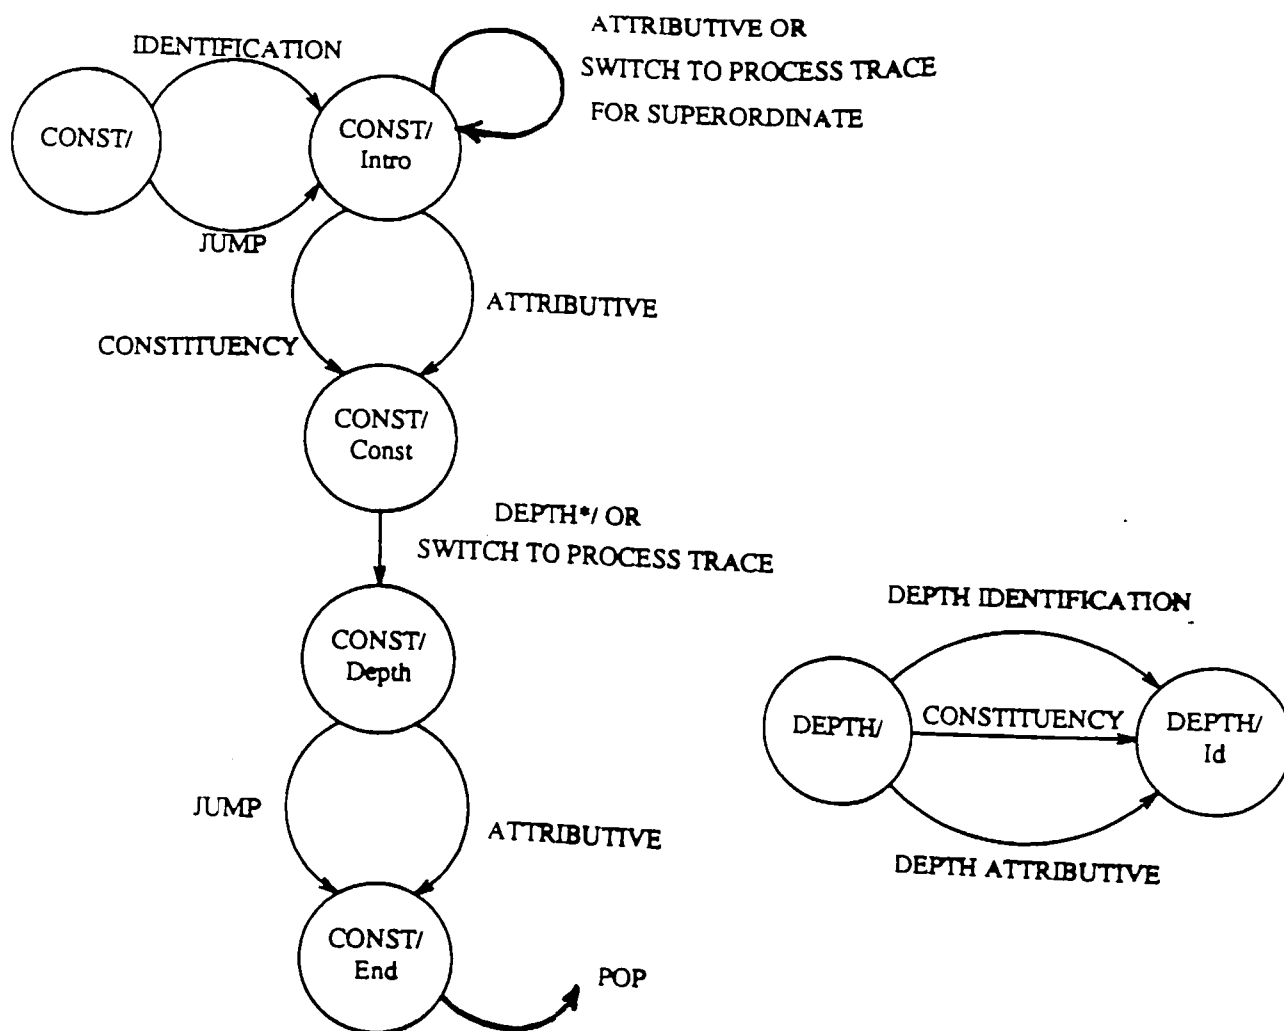 IDENTIFICATION
ATTRIBUTIVE OR
SWITCH TO PROCESS TRACE
FOR SUPERORDINATE
CONST/
CONST/
Intro
JUMP
CONSTITUENCY
ATTRIBUTIVE
CONST/
Const
DEPTH*/ OR
SWITCH TO PROCESS TRACE
CONST/
Depth
JUMP
ATTRIBUTIVE
CONST/
End
POP
DEPTH IDENTIFICATION
DEPTH/
CONSTITUENCY
DEPTH/
Id
DEPTH ATTRIBUTIVE